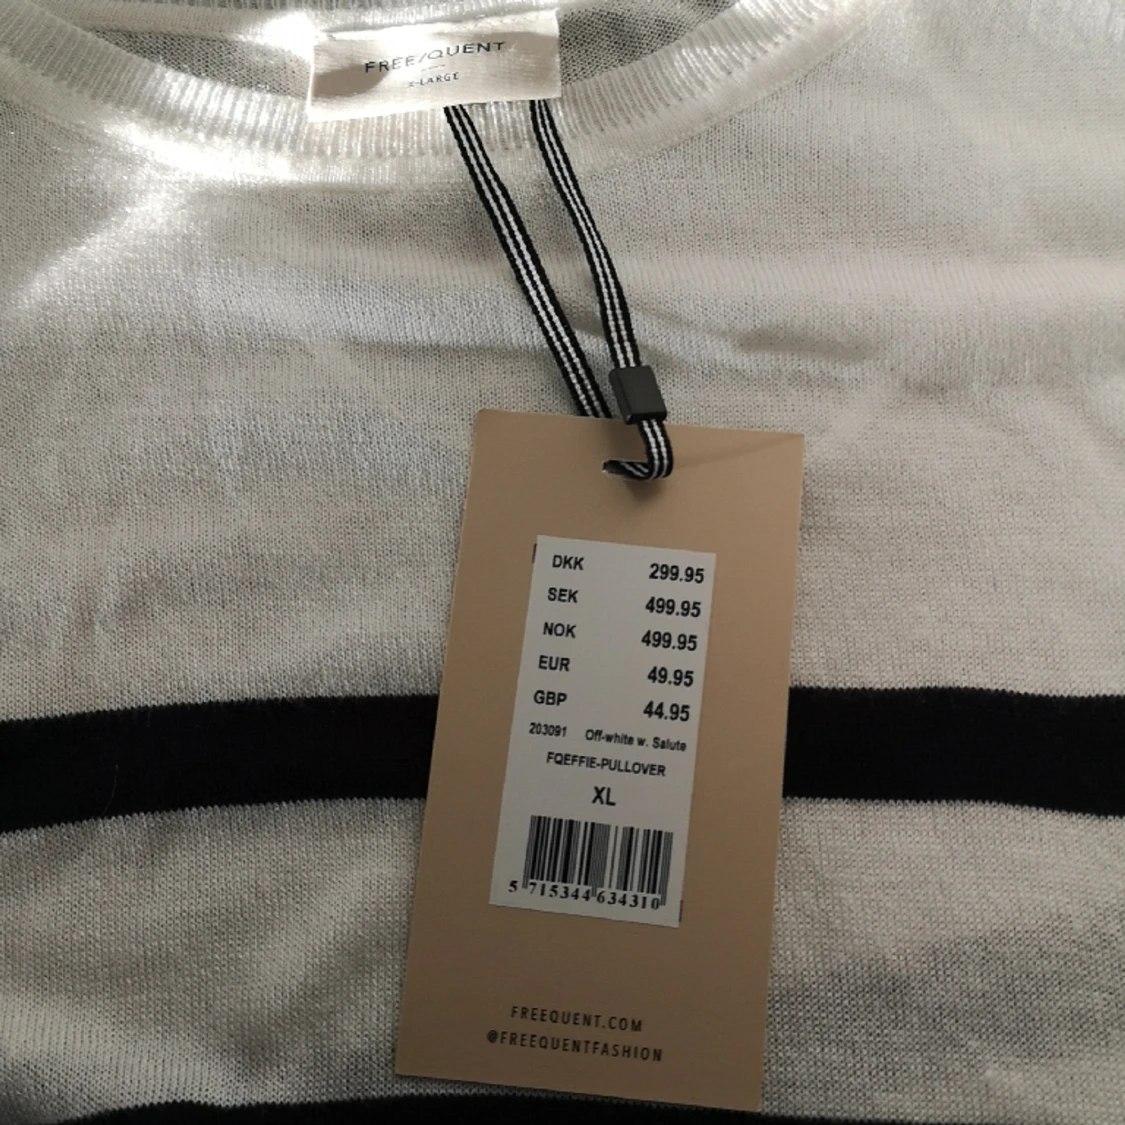 FREE/QUENT
X-LARGE
DKK 299.95
SEK 499.95
NOK 499.95
EUR 49.95
GBP 44.95
203091 Off-white w. Salute
FQEFFIE-PULLOVER
XL
5 715344 634310
FREEQUENT.COM
@FREEQUENTFASHION